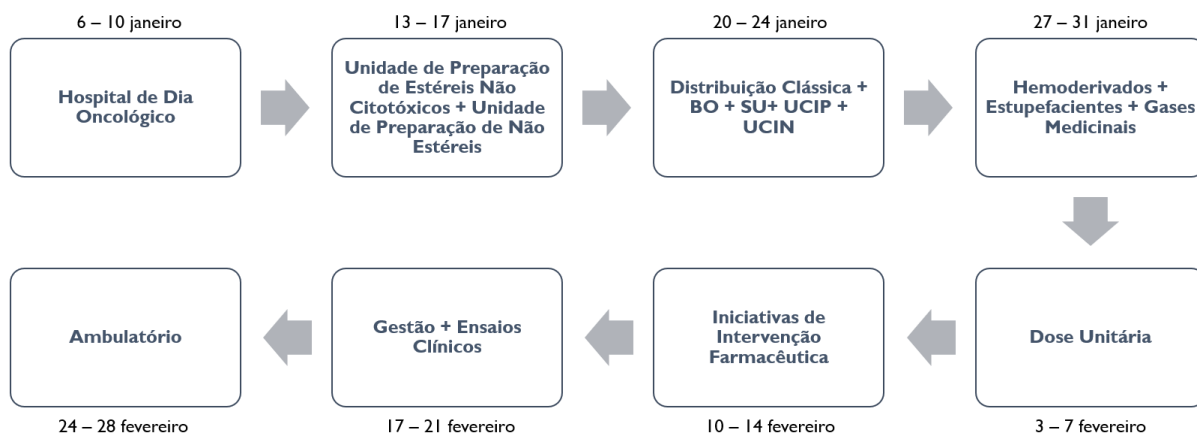 6 – 10 janeiro
Hospital de Dia
Oncológico
13 – 17 janeiro
Unidade de Preparação
de Estéreis Não
Citotóxicos + Unidade
de Preparação de Não
Estéreis
20 – 24 janeiro
Distribuição Clássica +
BO + SU+ UCIP +
UCIN
27 – 31 janeiro
Hemoderivados +
Estupefacientes + Gases
Medicinais
Dose Unitária
3 – 7 fevereiro
Iniciativas de
Intervenção
Farmacêutica
10 – 14 fevereiro
Gestão + Ensaios
Clínicos
17 – 21 fevereiro
Ambulatório
24 – 28 fevereiro